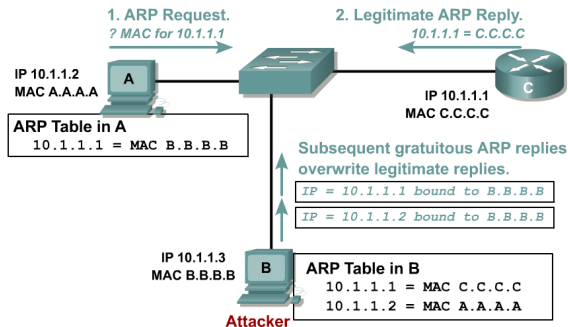 1. ARP Request.
? MAC for 10.1.1.1
2. Legitimate ARP Reply.
10.1.1.1 = C.C.C.C
IP 10.1.1.2
MAC A.A.A.A
A
C
IP 10.1.1.1
MAC C.C.C.C
ARP Table in A
10.1.1.1 = MAC B.B.B.B
Subsequent gratuitous ARP replies
overwrite legitimate replies.
IP = 10.1.1.1 bound to B.B.B.B
IP = 10.1.1.2 bound to B.B.B.B
IP 10.1.1.3
MAC B.B.B.B
B
Attacker
ARP Table in B
10.1.1.1 = MAC C.C.C.C
10.1.1.2 = MAC A.A.A.A